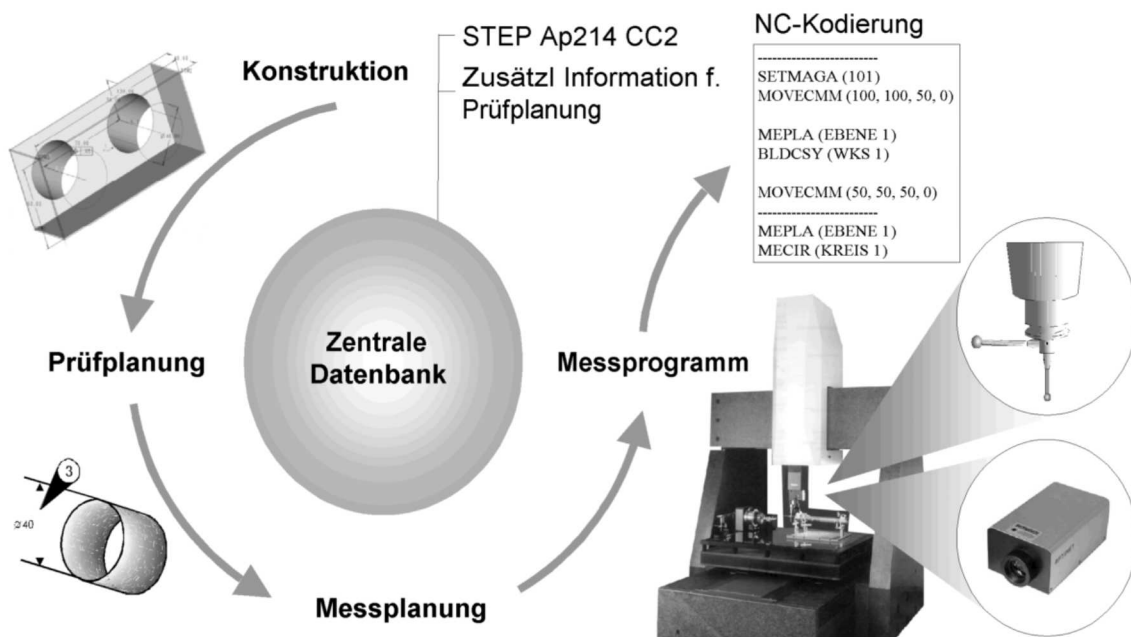 STEP Ap214 CC2
Zusätzl Information f.
Prüfplanung
NC-Kodierung
---------------------------
SETMAGA (101)
MOVECMM (100, 100, 50, 0)
MEPLA (EBENE 1)
BLDCSY (WKS 1)
MOVECMM (50, 50, 50, 0)
---------------------------
MEPLA (EBENE 1)
MECIR (KREIS 1)
Konstruktion
Prüfplanung
Zentrale
Datenbank
Messprogramm
3
⌀40
Messplanung